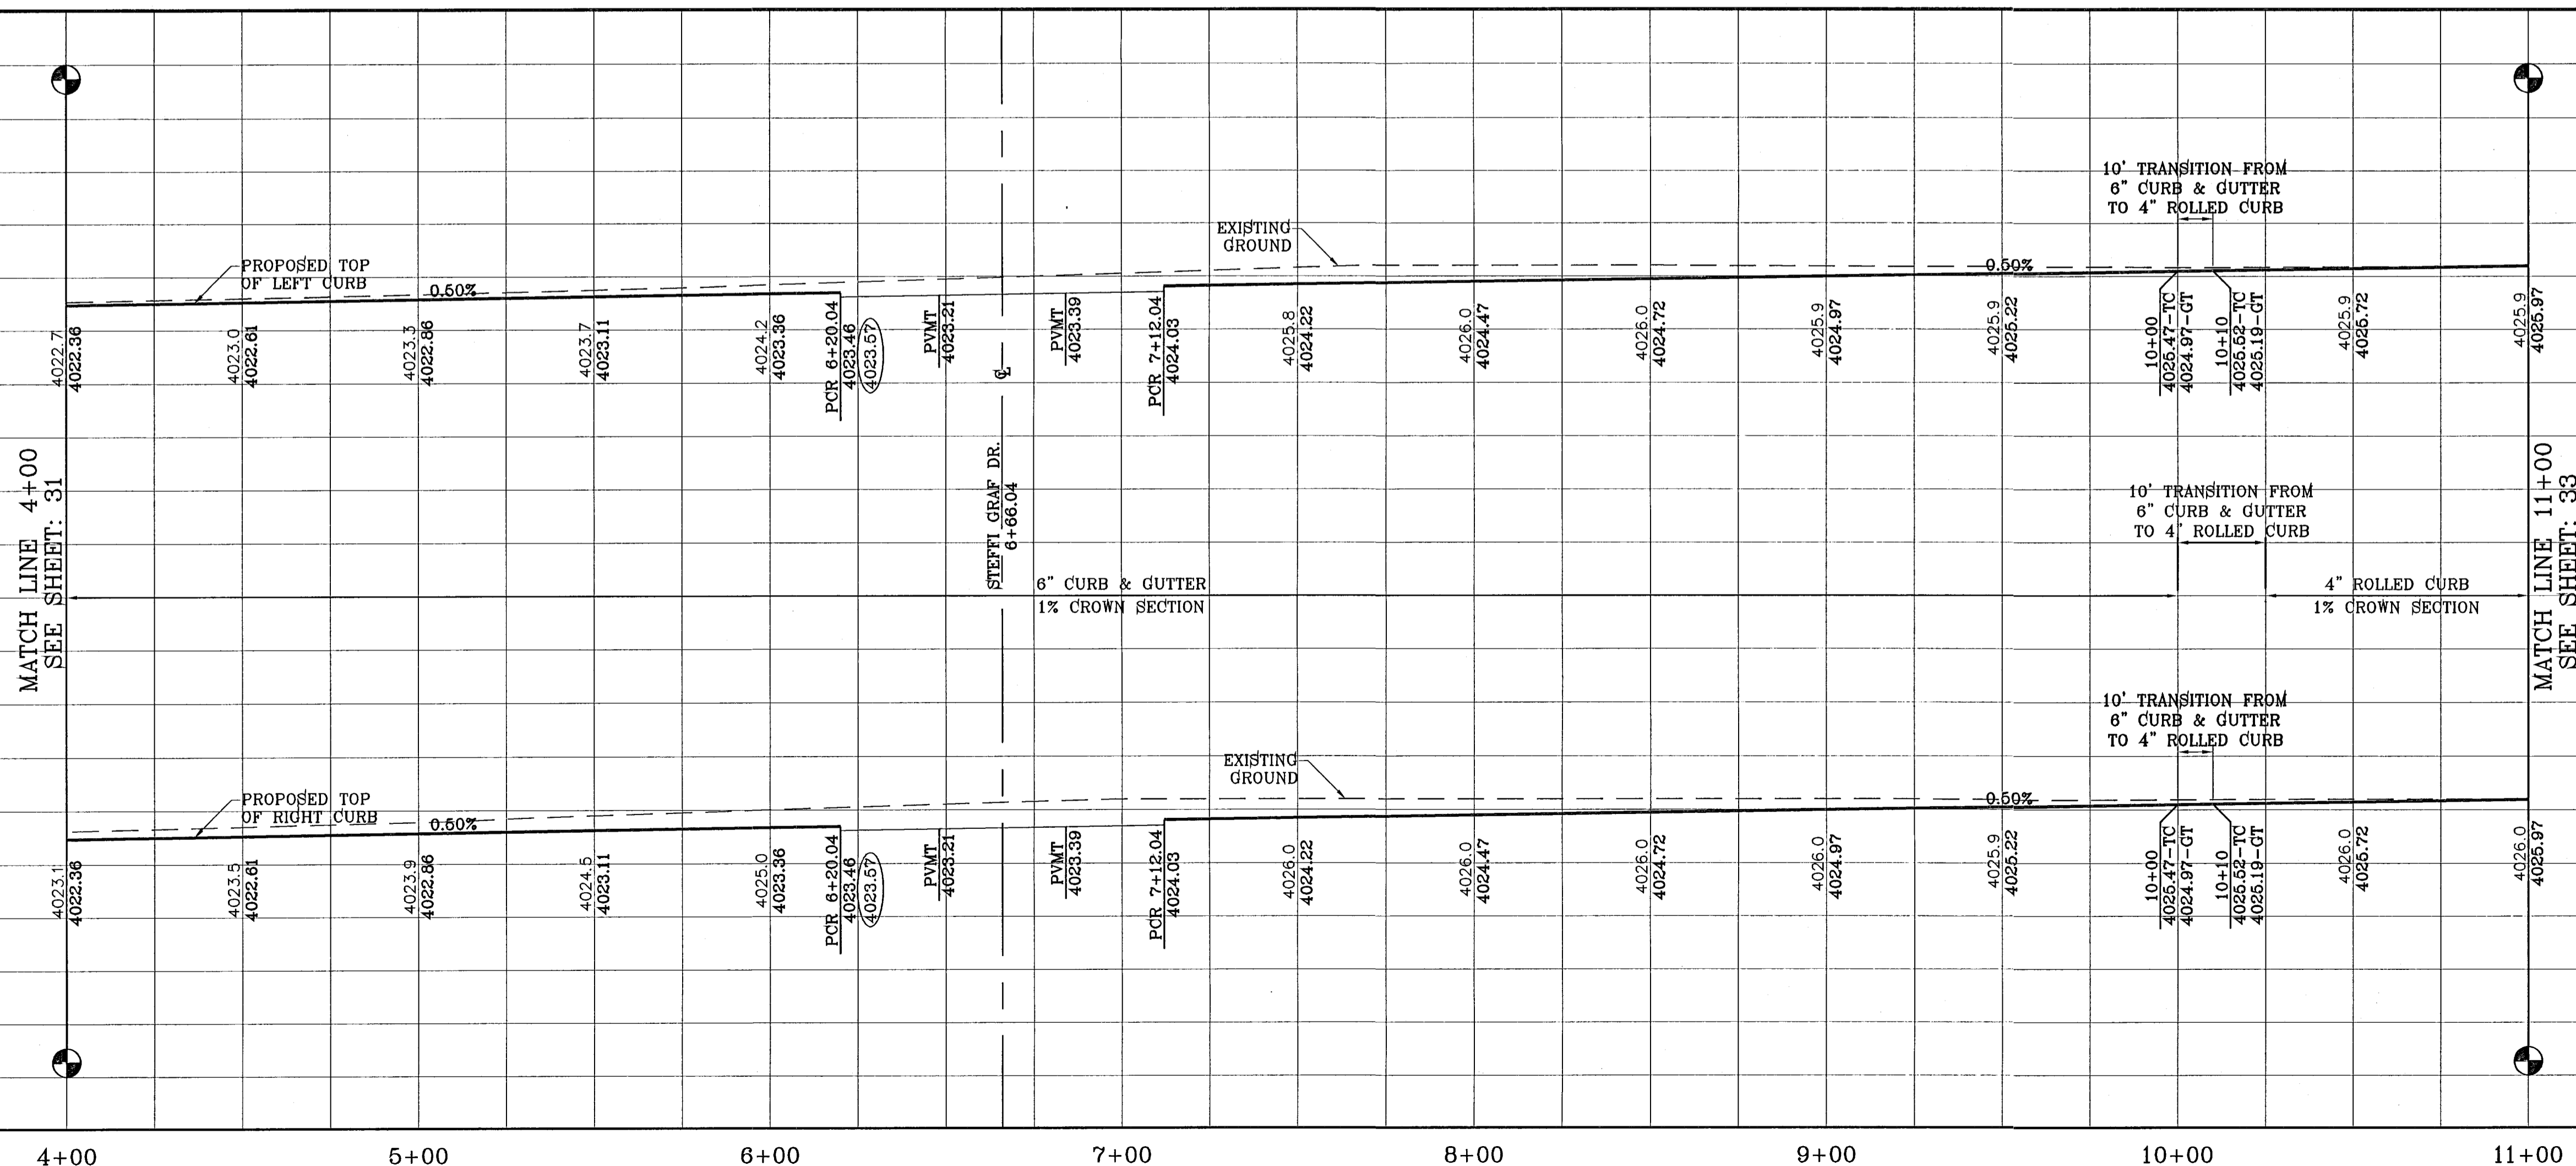 10' TRANSITION FROM
6" CURB & GUTTER
TO 4" ROLLED CURB
EXISTING
GROUND
PROPOSED TOP
OF LEFT CURB
0.50%
0.50%
4022.7
4022.36
4023.0
4022.61
4023.3
4022.86
4023.7
4023.11
4024.2
4023.36
PCR 6+20.04
4023.46
4023.57
PVMT
4023.21
℄
PVMT
4023.39
PCR 7+12.04
4024.03
4025.8
4024.22
4026.0
4024.47
4026.0
4024.72
4025.9
4024.97
4025.9
4025.22
10+00
4025.47-TC
4024.97-GT
10+10
4025.52-TC
4025.19-GT
4025.9
4025.72
4025.9
4025.97
MATCH LINE 4+00
SEE SHEET: 31
STEFFI GRAF DR.
6+66.04
6" CURB & GUTTER
1% CROWN SECTION
10' TRANSITION FROM
6" CURB & GUTTER
TO 4' ROLLED CURB
4" ROLLED CURB
1% CROWN SECTION
MATCH LINE 11+00
SEE SHEET: 33
10' TRANSITION FROM
6" CURB & GUTTER
TO 4" ROLLED CURB
EXISTING
GROUND
PROPOSED TOP
OF RIGHT CURB
0.50%
0.50%
4023.1
4022.36
4023.5
4022.61
4023.9
4022.86
4024.5
4023.11
4025.0
4023.36
PCR 6+20.04
4023.46
4023.57
PVMT
4023.21
PVMT
4023.39
PCR 7+12.04
4024.03
4026.0
4024.22
4026.0
4024.47
4026.0
4024.72
4026.0
4024.97
4025.9
4025.22
10+00
4025.47-TC
4024.97-GT
10+10
4025.52-TC
4025.19-GT
4026.0
4025.72
4026.0
4025.97
4+00
5+00
6+00
7+00
8+00
9+00
10+00
11+00